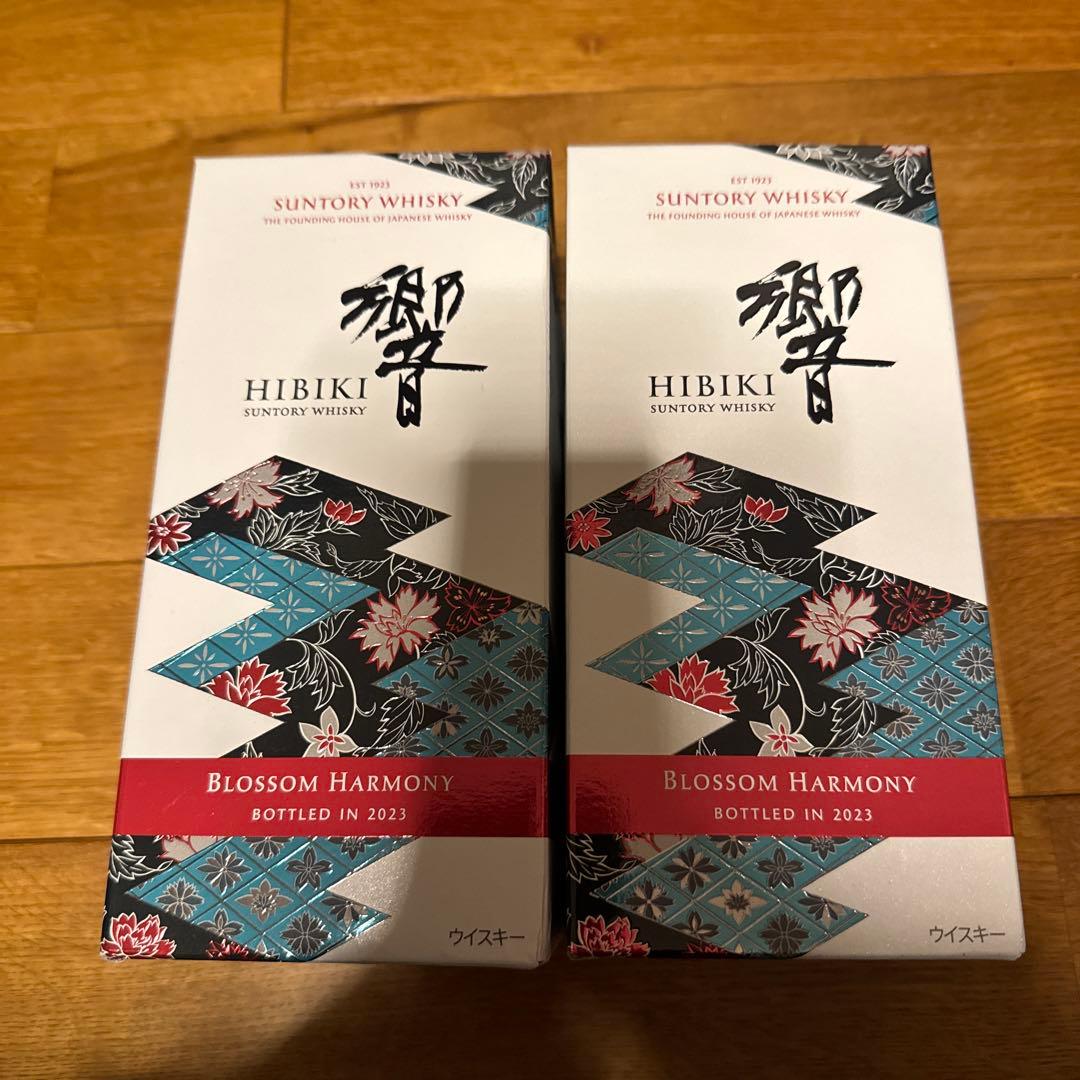 EST 1923
SUNTORY WHISKY
THE FOUNDING HOUSE OF JAPANESE WHISKY
響
HIBIKI
SUNTORY WHISKY
BLOSSOM HARMONY
BOTTLED IN 2023
ウイスキー
EST 1923
SUNTORY WHISKY
THE FOUNDING HOUSE OF JAPANESE WHISKY
響
HIBIKI
SUNTORY WHISKY
BLOSSOM HARMONY
BOTTLED IN 2023
ウイスキー